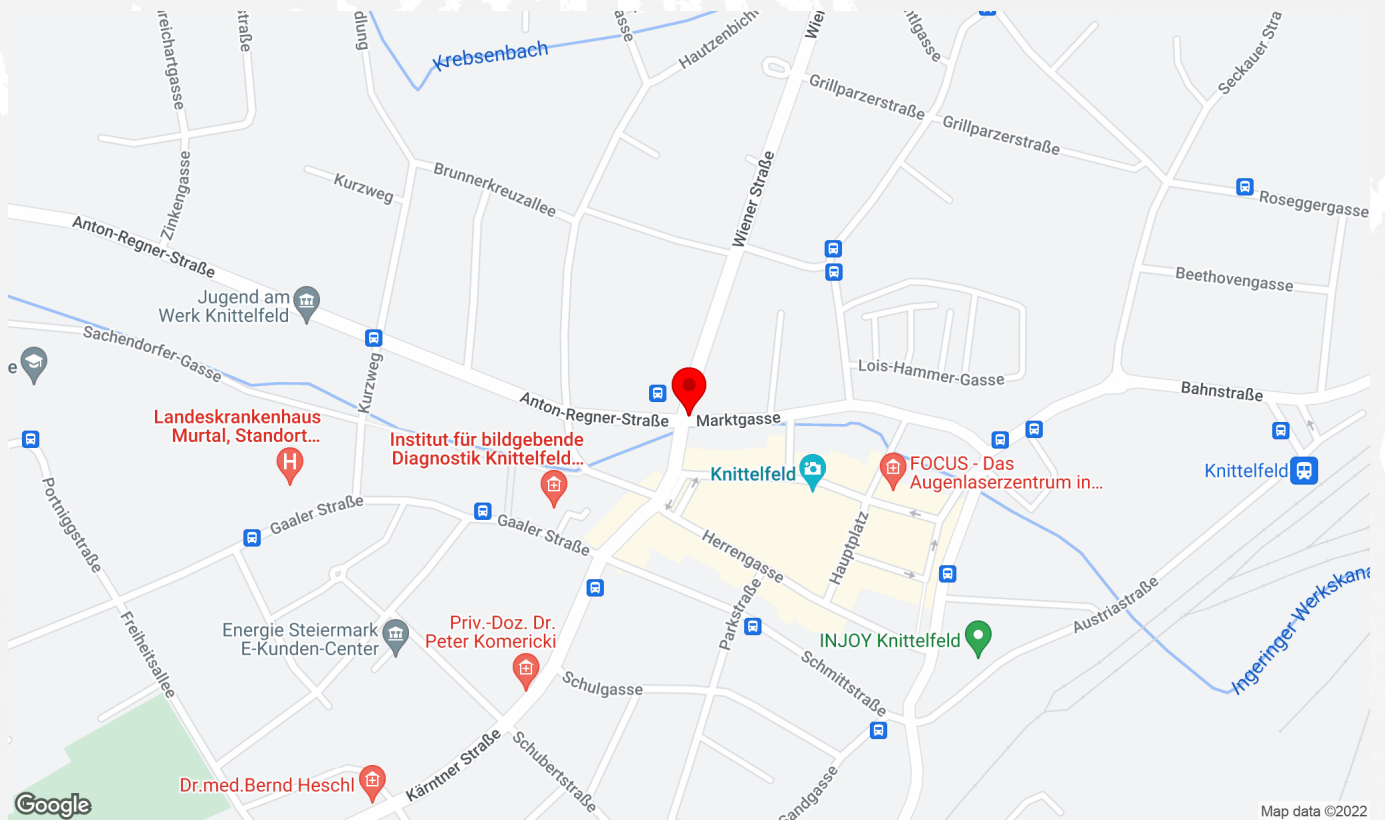 Krebsenbach
Hautzenbich
Wien
Seckauer Stra
Grillparzerstraße
Grillparzerstraße
Zinkengasse
Brunnerkreuzallee
Kurzweg
Wiener Straße
Roseggergasse
Anton-Regner-Straße
Beethovengasse
Jugend am
Werk Knittelfeld
Sachendorfer-Gasse
Kurzweg
Lois-Hammer-Gasse
Bahnstraße
Anton-Regner-Straße
Marktgasse
Landeskrankenhaus
Murtal, Standort...
Institut für bildgebende
Diagnostik Knittelfeld...
Knittelfeld
FOCUS - Das
Augenlaserzentrum in...
Knittelfeld
Portniggstraße
Gaaler Straße
Gaaler Straße
Herrengasse
Hauptplatz
Parkstraße
Austriastraße
Ingeringer Werkskana
Freiheitsallee
Energie Steiermark
E-Kunden-Center
Priv.-Doz. Dr.
Peter Komericki
INJOY Knittelfeld
Schulgasse
Schmittstraße
Kärntner Straße
Schubertstraße
Sandgasse
Dr.med.Bernd Heschl
Google
Map data ©2022